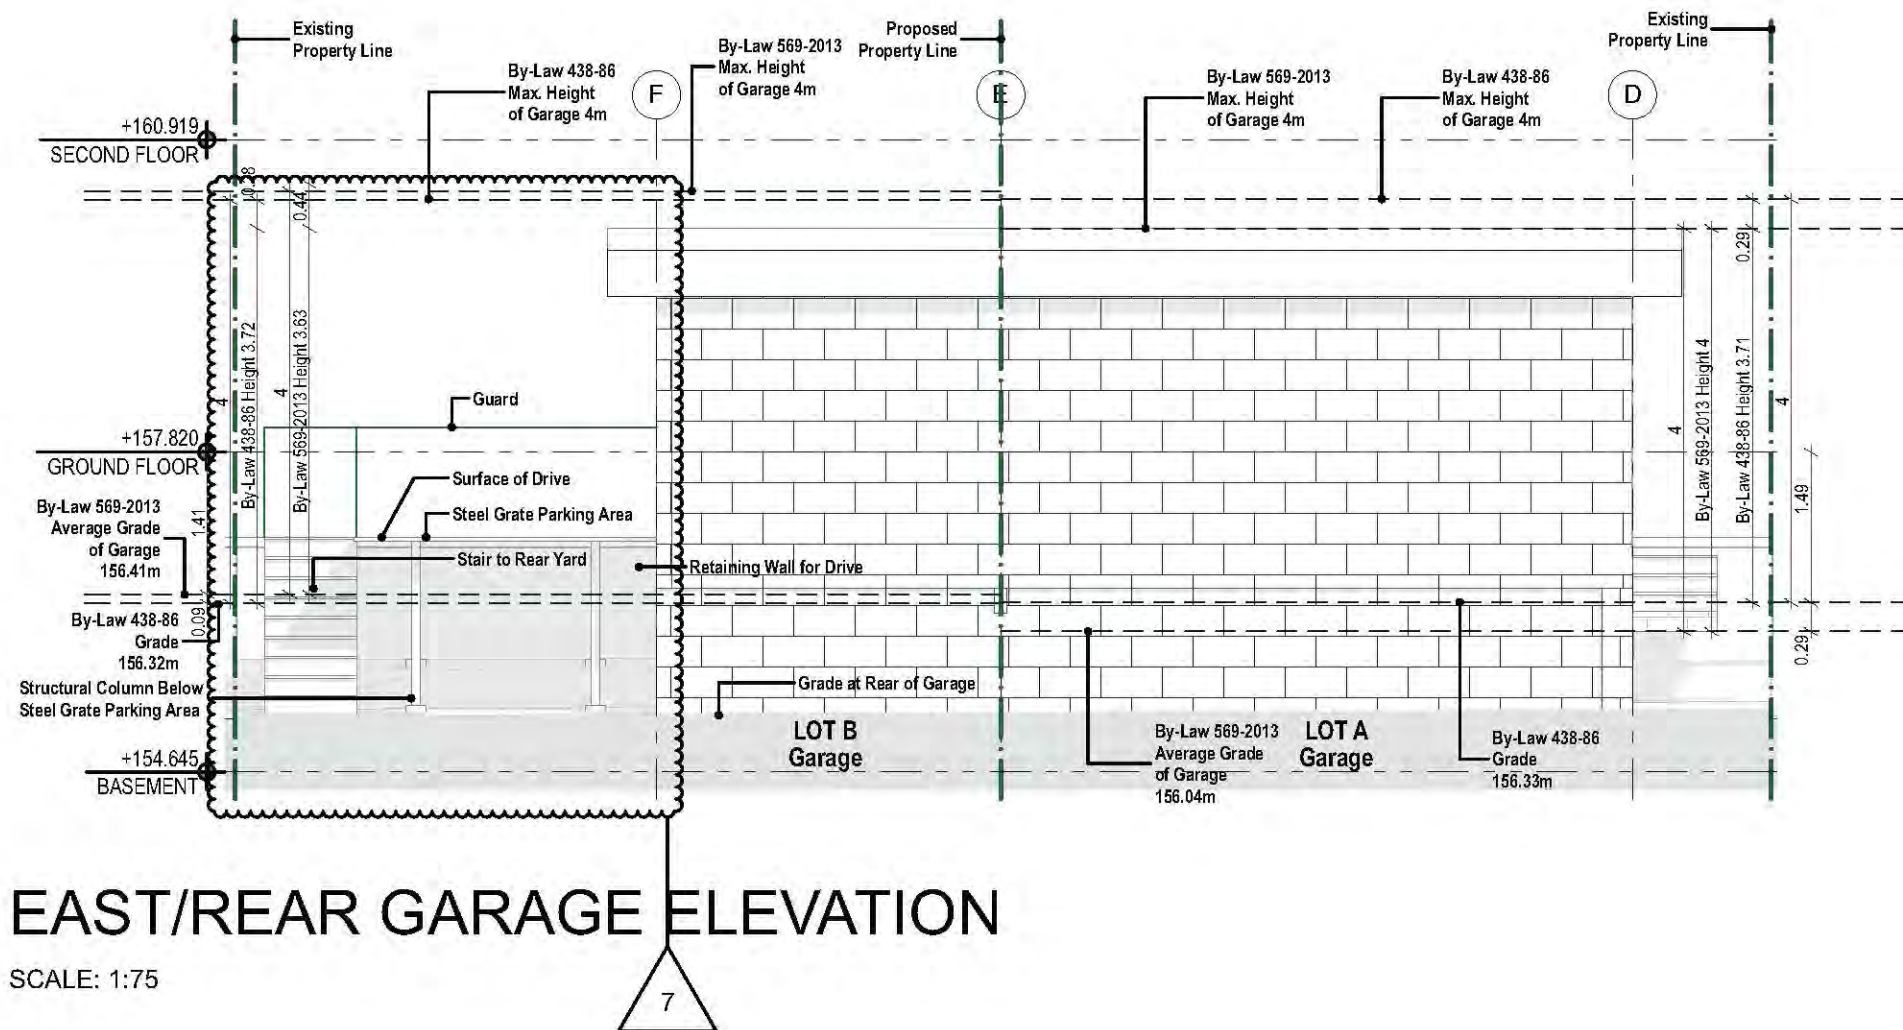 Existing
Property Line
By-Law 438-86
Max. Height
of Garage 4m
F
By-Law 569-2013
Max. Height
of Garage 4m
Proposed
Property Line
E
By-Law 569-2013
Max. Height
of Garage 4m
By-Law 438-86
Max. Height
of Garage 4m
D
Existing
Property Line
+160.919
SECOND FLOOR
0.28
0.44
4
By-Law 438-86 Height 3.72
4
By-Law 569-2013 Height 3.63
Guard
+157.820
GROUND FLOOR
Surface of Drive
Steel Grate Parking Area
Stair to Rear Yard
Retaining Wall for Drive
By-Law 569-2013
Average Grade
of Garage
156.41m
1.41
0.09
By-Law 438-86
Grade
156.32m
Structural Column Below
Steel Grate Parking Area
Grade at Rear of Garage
LOT B
Garage
By-Law 569-2013
Average Grade
of Garage
156.04m
LOT A
Garage
By-Law 438-86
Grade
156.33m
0.29
4
By-Law 569-2013 Height 4
By-Law 438-86 Height 3.71
4
1.49
0.29
+154.645
BASEMENT
EAST/REAR GARAGE ELEVATION
SCALE: 1:75
7